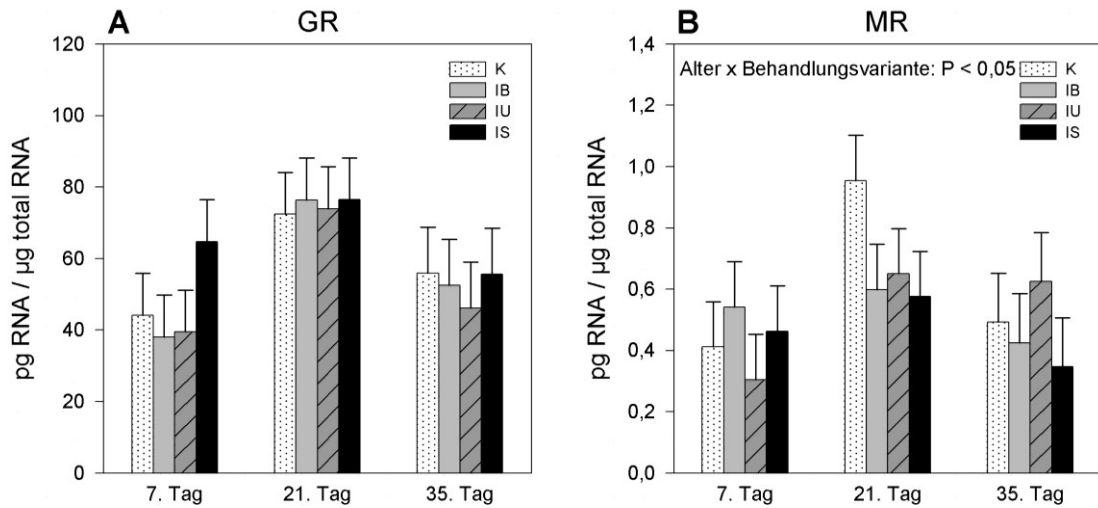 A
GR
pg RNA / µg total RNA
120
100
80
60
40
20
0
K
IB
IU
IS
7. Tag
21. Tag
35. Tag
B
MR
pg RNA / µg total RNA
1,4
1,2
1,0
0,8
0,6
0,4
0,2
0,0
Alter x Behandlungsvariante: P < 0,05
K
IB
IU
IS
7. Tag
21. Tag
35. Tag